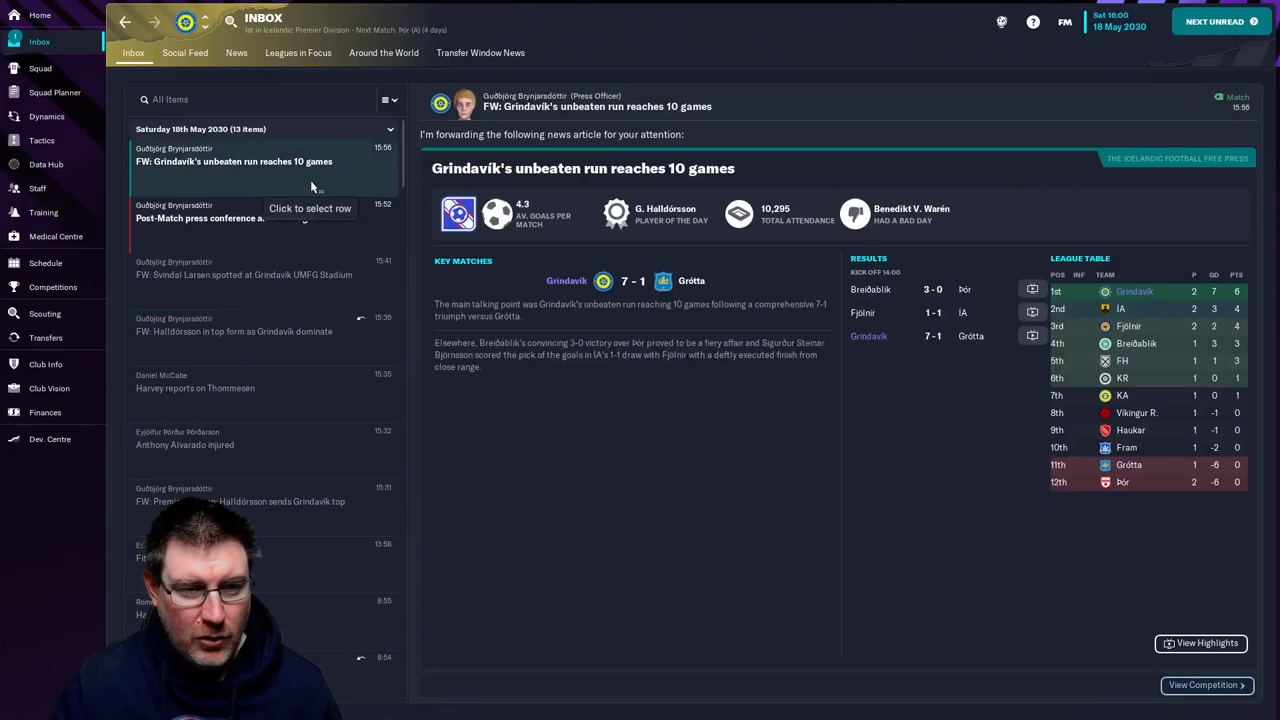 Home
1
Inbox
Squad
Squad Planner
Dynamics
Tactics
Data Hub
Staff
Training
Medical Centre
Schedule
Competitions
Scouting
Transfers
Club Info
Club Vision
Finances
Dev. Centre
INBOX
1st in Icelandic Premier Division - Next Match: Þór (A) (4 days)
FM
Sat 16:00
18 May 2030
NEXT UNREAD
Inbox
Social Feed
News
Leagues in Focus
Around the World
Transfer Window News
All Items
Saturday 18th May 2030 (13 items)
Guðbjörg Brynjarsdóttir 15:56
FW: Grindavík's unbeaten run reaches 10 games
Click to select row
Guðbjörg Brynjarsdóttir 15:52
Post-Match press conference
Guðbjörg Brynjarsdóttir 15:41
FW: Svindal Larsen spotted at Grindavík UMFG Stadium
Guðbjörg Brynjarsdóttir 15:36
FW: Halldórsson in top form as Grindavík dominate
Daniel McCabe 15:35
Harvey reports on Thommesen
Eyjólfur Þórður Þórðarson 15:32
Anthony Alvarado injured
Guðbjörg Brynjarsdóttir 15:31
Halldórsson sends Grindavík top
13:58
8:55
8:54
Guðbjörg Brynjarsdóttir (Press Officer)
FW: Grindavík's unbeaten run reaches 10 games
Match
15:56
I'm forwarding the following news article for your attention:
THE ICELANDIC FOOTBALL FREE PRESS
Grindavík's unbeaten run reaches 10 games
4.3
AV. GOALS PER
MATCH
G. Halldórsson
PLAYER OF THE DAY
10,295
TOTAL ATTENDANCE
Benedikt V. Warén
HAD A BAD DAY
KEY MATCHES
Grindavík 7 - 1 Grótta
The main talking point was Grindavík's unbeaten run reaching 10 games following a comprehensive 7-1
triumph versus Grótta.
Elsewhere, Breiðablik's convincing 3-0 victory over Þór proved to be a fiery affair and Sigurður Steinar
Björnsson scored the pick of the goals in ÍA's 1-1 draw with Fjölnir with a deftly executed finish from
close range.
RESULTS
KICK OFF 14:00
Breiðablik 3 - 0 Þór
Fjölnir 1 - 1 ÍA
Grindavík 7 - 1 Grótta
LEAGUE TABLE
POS INF TEAM P GD PTS
1st Grindavík 2 7 6
2nd ÍA 2 3 4
3rd Fjölnir 2 2 4
4th Breiðablik 1 3 3
5th FH 1 1 3
6th KR 1 0 1
7th KA 1 0 1
8th Víkingur R. 1 -1 0
9th Haukar 1 -1 0
10th Fram 1 -2 0
11th Grótta 1 -6 0
12th Þór 2 -6 0
View Highlights
View Competition